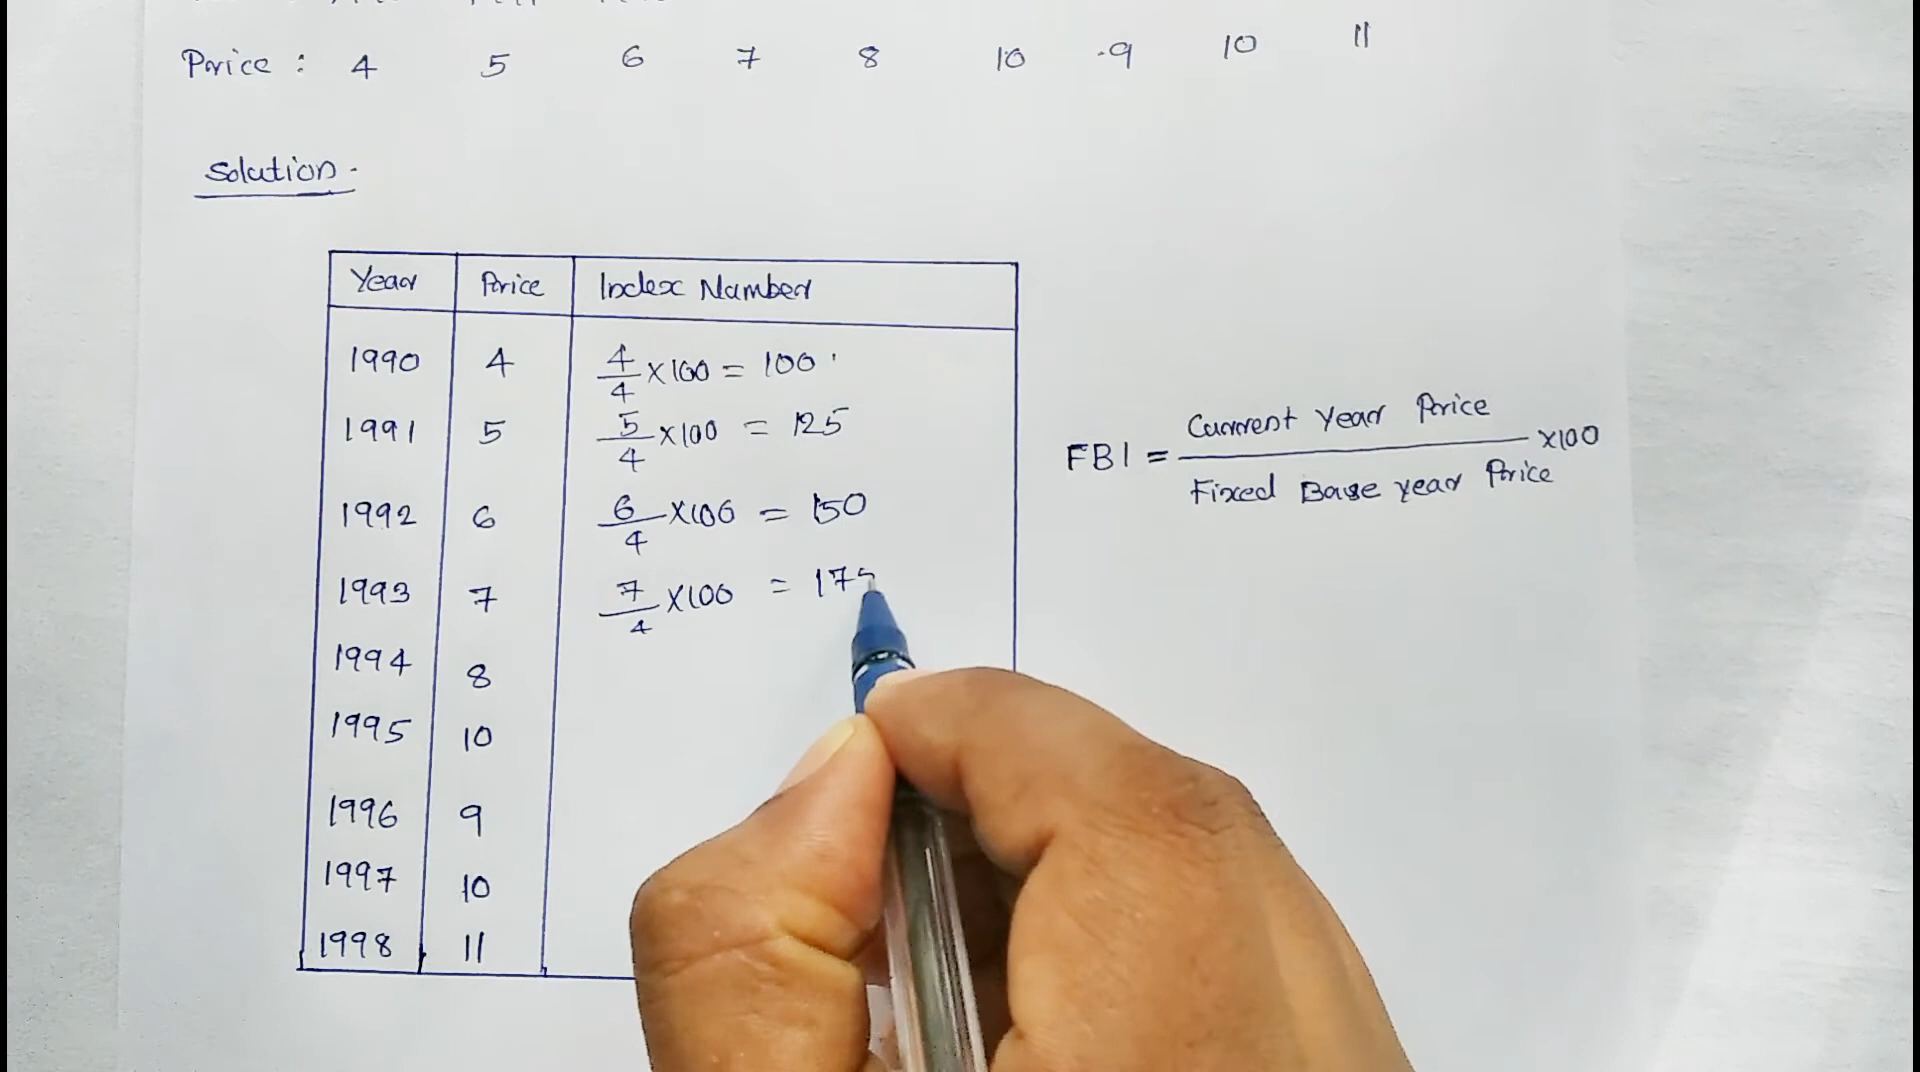 Price : 4 5 6 7 8 10 9 10 11
Solution.
Year Price Index Number
1990 4 4/4 x 100 = 100
1991 5 5/4 x 100 = 125
1992 6 6/4 x 100 = 150
1993 7 7/4 x 100 = 175
1994 8
1995 10
1996 9
1997 10
1998 11
FBI = Current Year Price / Fixed Base year Price x100